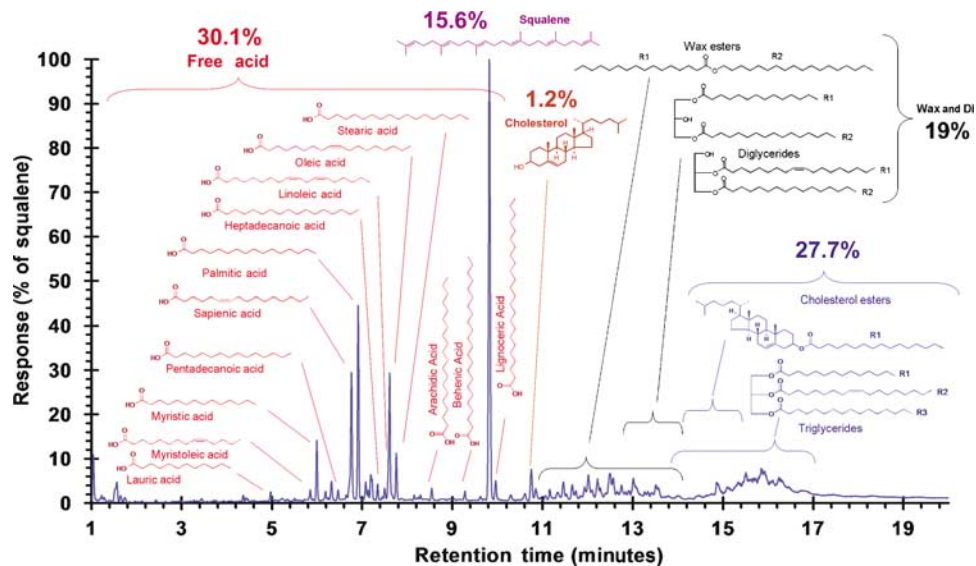 30.1%
Free acid
15.6%
Squalene
1.2%
Cholesterol
Wax esters
R1
R2
O
O
R1
OH
R2
Diglycerides
OH
R1
R2
Wax and Di
19%
27.7%
Cholesterol esters
H
H
H
R1
R1
R2
R3
Triglycerides
Stearic acid
Oleic acid
Linoleic acid
Heptadecanoic acid
Palmitic acid
Sapienic acid
Pentadecanoic acid
Myristic acid
Myristoleic acid
Lauric acid
Arachidic Acid
Behenic Acid
Lignoceric Acid
Response (% of squalene)
100
90
80
70
60
50
40
30
20
10
0
1 3 5 7 9 11 13 15 17 19
Retention time (minutes)